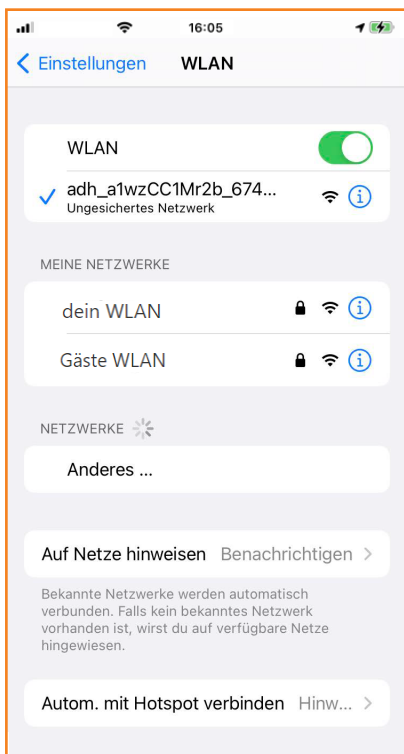 16:05
Einstellungen WLAN
WLAN
adh_a1wzCC1Mr2b_674...
Ungesichertes Netzwerk
MEINE NETZWERKE
dein WLAN
Gäste WLAN
NETZWERKE
Anderes ...
Auf Netze hinweisen Benachrichtigen
Bekannte Netzwerke werden automatisch
verbunden. Falls kein bekanntes Netzwerk
vorhanden ist, wirst du auf verfügbare Netze
hingewiesen.
Autom. mit Hotspot verbinden Hinw...